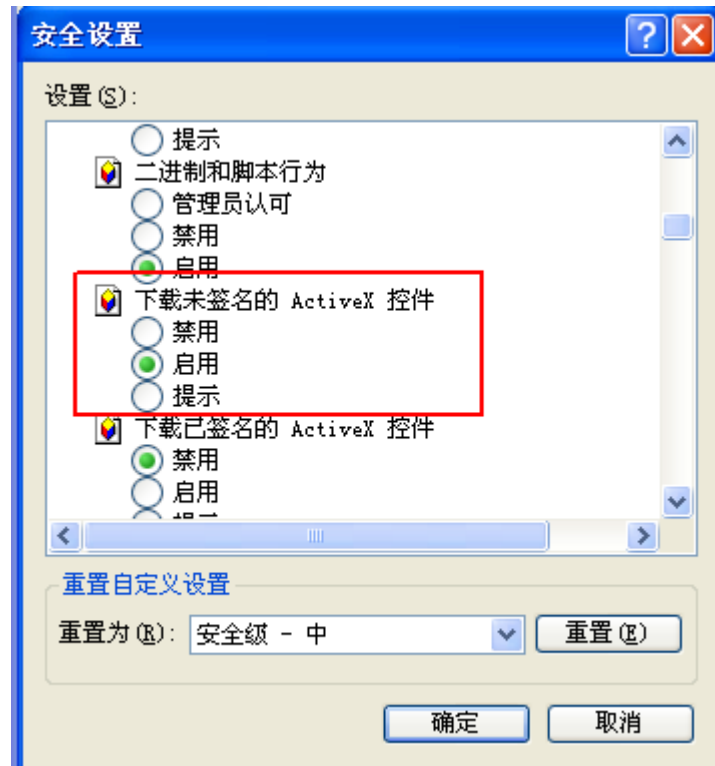 安全设置
设置(S):
提示
二进制和脚本行为
管理员认可
禁用
启用
下载未签名的 ActiveX 控件
禁用
启用
提示
下载已签名的 ActiveX 控件
禁用
启用
重置自定义设置
重置为(R): 安全级 - 中 重置(E)
确定 取消